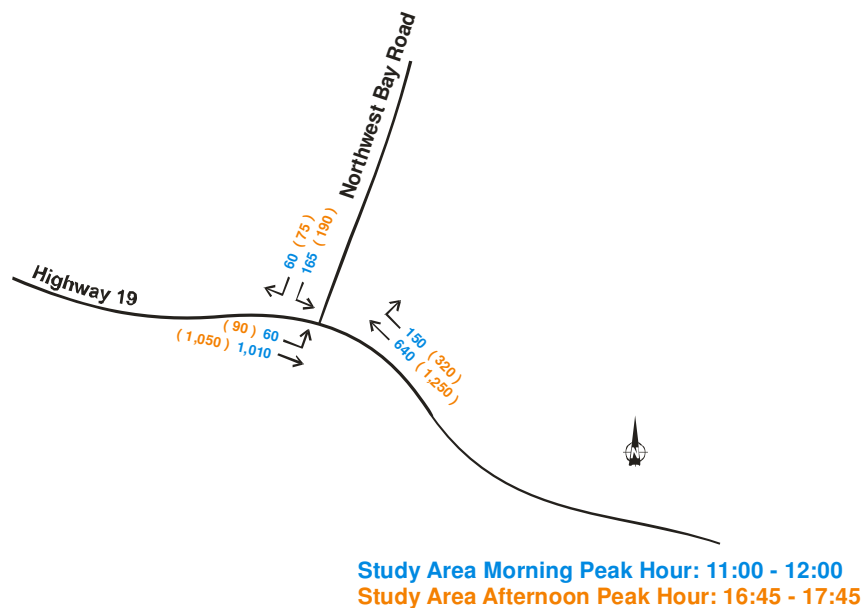 Northwest Bay Road
60 ( 75 )
165 ( 190 )
Highway 19
( 90 ) 60
( 1,050 ) 1,010
150 ( 320 )
640 ( 1,250 )
Study Area Morning Peak Hour: 11:00 - 12:00
Study Area Afternoon Peak Hour: 16:45 - 17:45